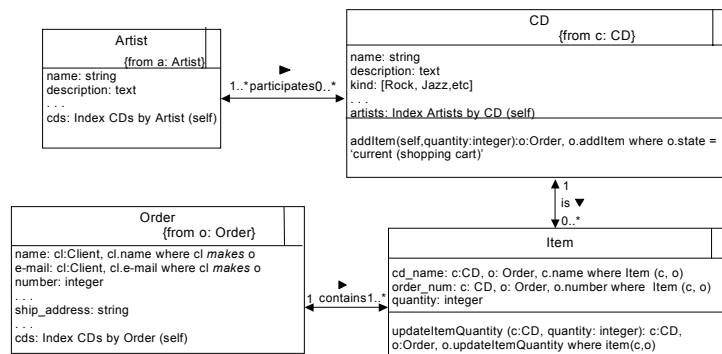 Artist
{from a: Artist}
name: string
description: text
. . .
cds: Index CDs by Artist (self)
1..*participates0..*
CD
{from c: CD}
name: string
description: text
kind: [Rock, Jazz,etc]
. . .
artists: Index Artists by CD (self)
addItem(self,quantity:integer):o:Order, o.addItem where o.state =
‘current (shopping cart)’
1
is ▼
0..*
Order
{from o: Order}
name: cl:Client, cl.name where cl makes o
e-mail: cl:Client, cl.e-mail where cl makes o
number: integer
. . .
ship_address: string
. . .
cds: Index CDs by Order (self)
1 contains1..*
Item
cd_name: c:CD, o: Order, c.name where Item (c, o)
order_num: c: CD, o: Order, o.number where Item (c, o)
quantity: integer
updateItemQuantity (c:CD, quantity: integer): c:CD,
o:Order, o.updateItemQuantity where item(c,o)